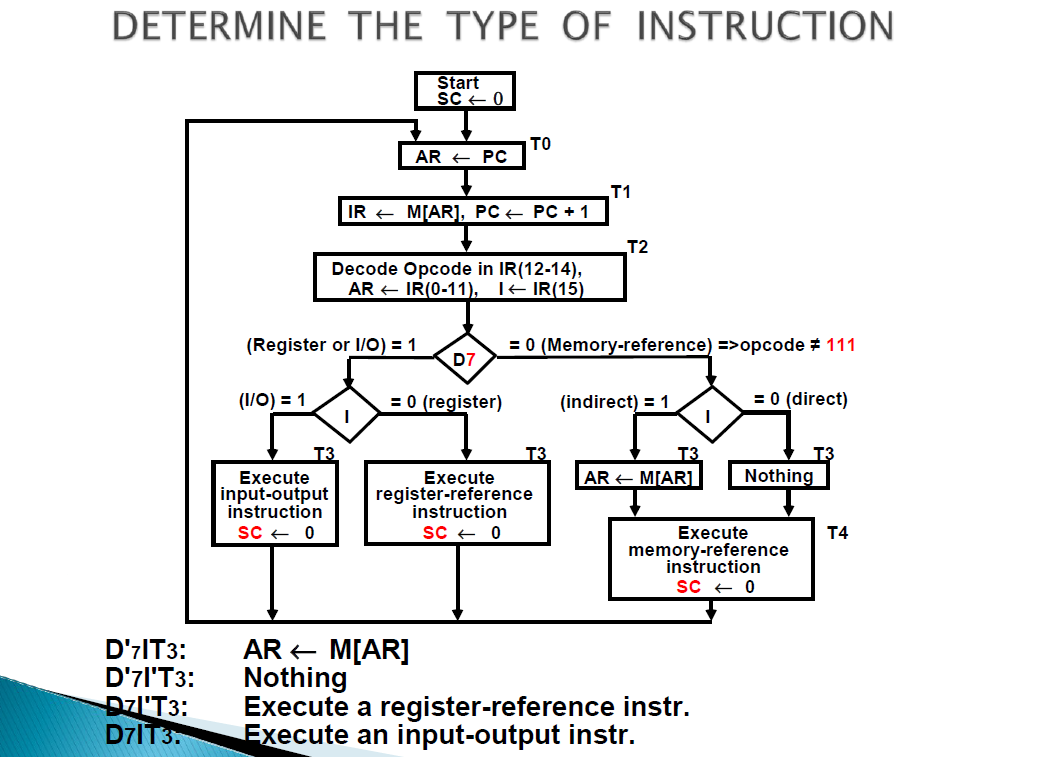 DETERMINE THE TYPE OF INSTRUCTION
Start
SC ← 0
T0
AR ← PC
T1
IR ← M[AR], PC ← PC + 1
T2
Decode Opcode in IR(12-14),
AR ← IR(0-11), I ← IR(15)
(Register or I/O) = 1
D7
= 0 (Memory-reference) =>opcode ≠ 111
(I/O) = 1
I
= 0 (register)
(indirect) = 1
I
= 0 (direct)
T3
T3
T3
T3
Execute
input-output
instruction
SC ← 0
Execute
register-reference
instruction
SC ← 0
AR ← M[AR]
Nothing
T4
Execute
memory-reference
instruction
SC ← 0
D'7IT3: AR ← M[AR]
D'7I'T3: Nothing
D7I'T3: Execute a register-reference instr.
D7IT3: Execute an input-output instr.